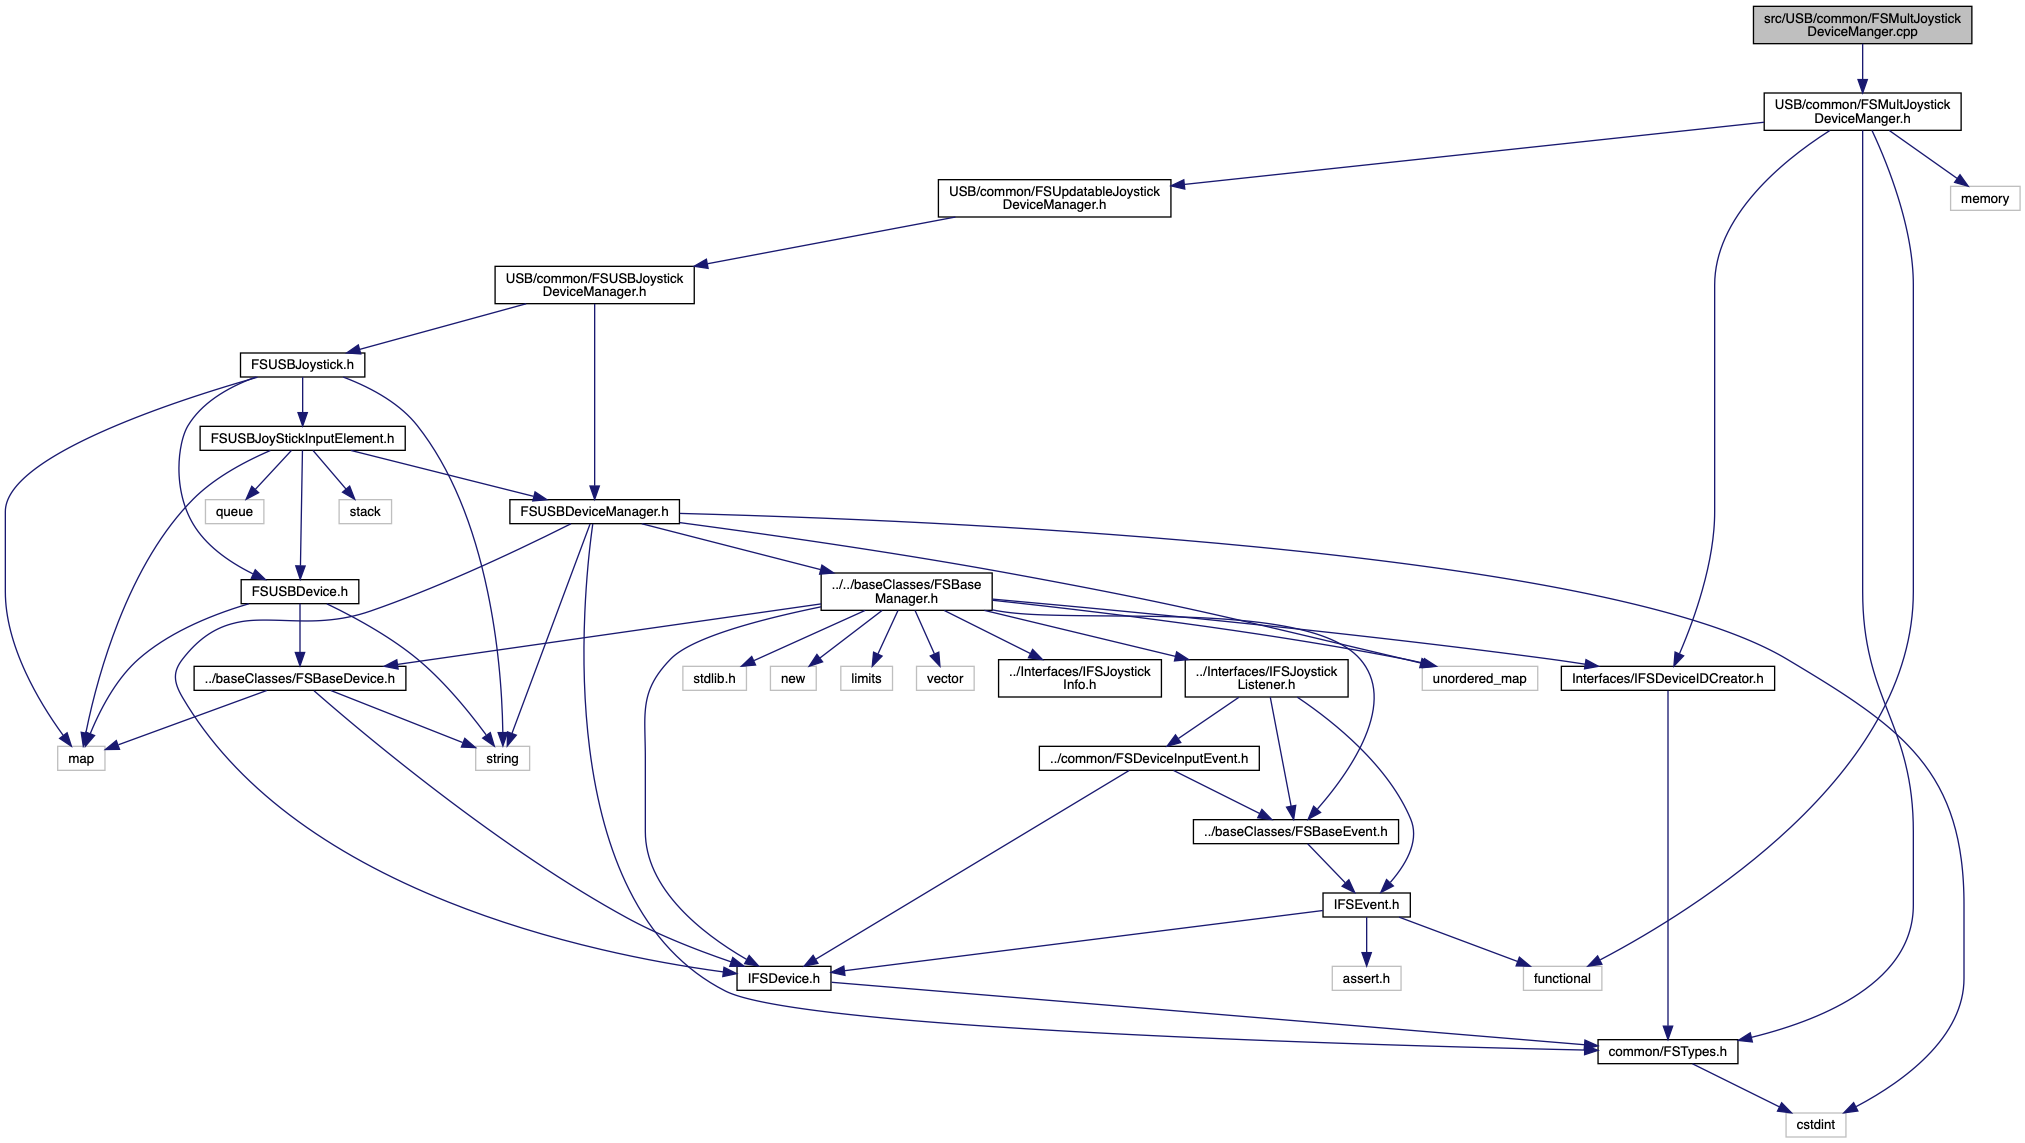 src/USB/common/FSMultJoystick
DeviceManger.cpp
USB/common/FSMultJoystick
DeviceManger.h
USB/common/FSUpdatableJoystick
DeviceManager.h
memory
USB/common/FSUSBJoystick
DeviceManager.h
FSUSBJoystick.h
FSUSBJoyStickInputElement.h
queue
stack
FSUSBDeviceManager.h
FSUSBDevice.h
../../baseClasses/FSBase
Manager.h
../baseClasses/FSBaseDevice.h
stdlib.h
new
limits
vector
../Interfaces/IFSJoystick
Info.h
../Interfaces/IFSJoystick
Listener.h
unordered_map
Interfaces/IFSDeviceIDCreator.h
map
string
../common/FSDeviceInputEvent.h
../baseClasses/FSBaseEvent.h
IFSEvent.h
IFSDevice.h
assert.h
functional
common/FSTypes.h
cstdint